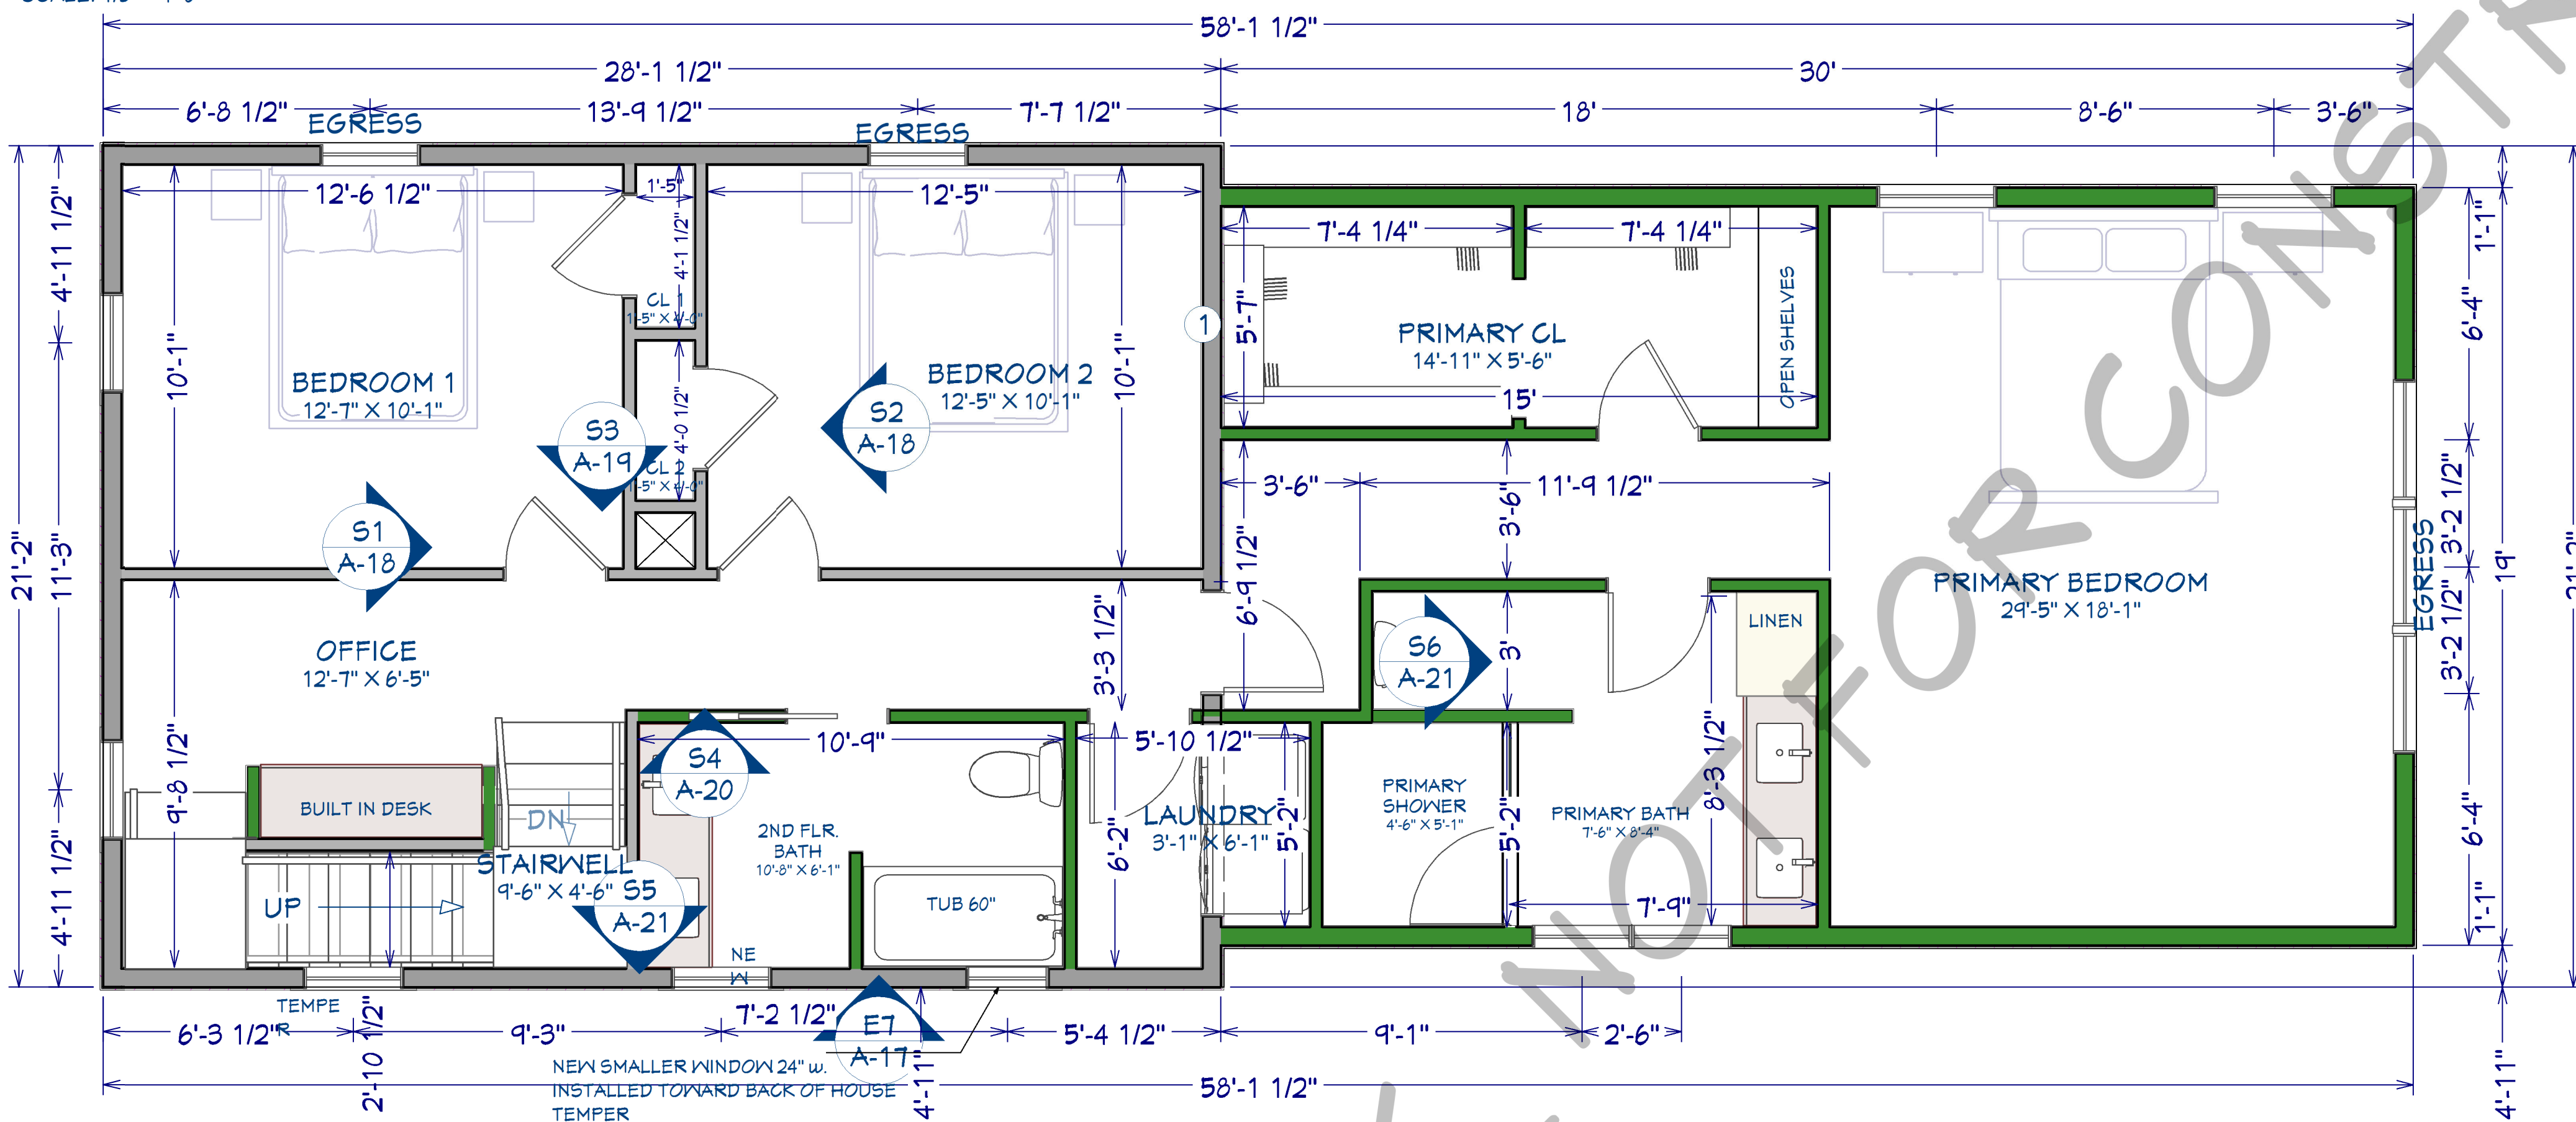 58'-1 1/2"
28'-1 1/2"
30'
6'-8 1/2"
13'-9 1/2"
7'-7 1/2"
18'
8'-6"
3'-6"
EGRESS
EGRESS
12'-6 1/2"
1'-5"
12'-5"
7'-4 1/4"
7'-4 1/4"
4'-11 1/2"
10'-1"
4'-1 1/2"
10'-1"
5'-7"
1'-1"
6'-4"
CL 1
1'-5" X 4'-0"
1
PRIMARY CL
14'-11" X 5'-6"
OPEN SHELVES
15'
BEDROOM 1
12'-7" X 10'-1"
BEDROOM 2
12'-5" X 10'-1"
4'-0 1/2"
CL 2
1'-5" X 4'-0"
S3
A-19
S2
A-18
S1
A-18
3'-6"
11'-9 1/2"
3'-6"
3'-2 1/2"
EGRESS
3'-2 1/2"
19'
21'-2"
21'-2"
11'-3"
6'-9 1/2"
PRIMARY BEDROOM
29'-5" X 18'-1"
OFFICE
12'-7" X 6'-5"
3'-3 1/2"
S6
A-21
3'
LINEN
9'-8 1/2"
10'-9"
5'-10 1/2"
8'-3 1/2"
S4
A-20
BUILT IN DESK
DN
2ND FLR.
BATH
10'-8" X 6'-1"
LAUNDRY
3'-1" X 6'-1"
6'-2"
5'-2"
PRIMARY
SHOWER
4'-6" X 5'-1"
5'-2"
PRIMARY BATH
7'-6" X 8'-4"
6'-4"
4'-11 1/2"
STAIRWELL
9'-6" X 4'-6"
UP
S5
A-21
TUB 60"
7'-9"
1'-1"
NE
W
TEMPE
R
6'-3 1/2"
2'-10 1/2"
9'-3"
7'-2 1/2"
E7
A-17
5'-4 1/2"
9'-1"
2'-6"
4'-11"
4'-11"
NEW SMALLER WINDOW 24" w.
INSTALLED TOWARD BACK OF HOUSE
TEMPER
58'-1 1/2"
NOT FOR CONSTR